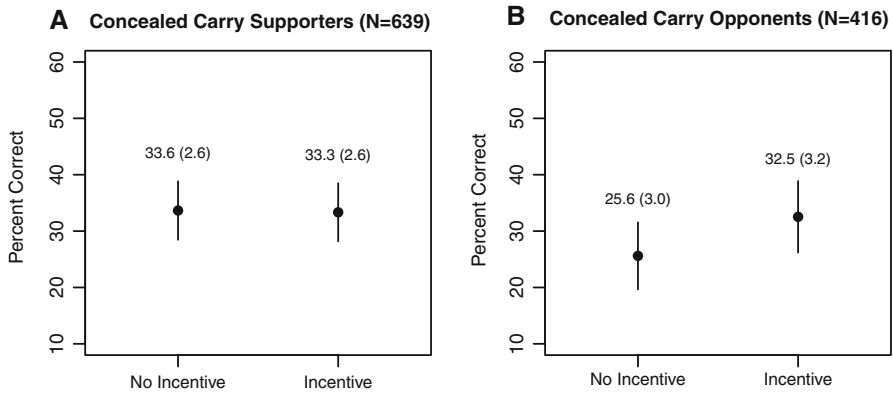 A Concealed Carry Supporters (N=639)
Percent Correct
60
50
40
30
20
10
33.6 (2.6)
33.3 (2.6)
No Incentive
Incentive
B Concealed Carry Opponents (N=416)
Percent Correct
60
50
40
30
20
10
25.6 (3.0)
32.5 (3.2)
No Incentive
Incentive